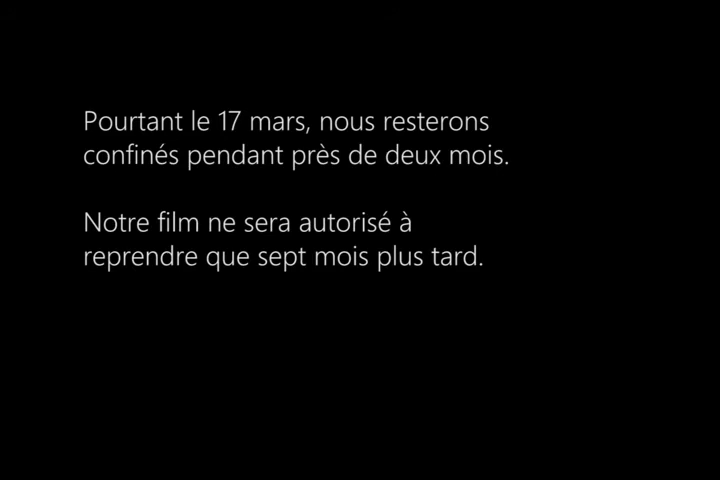 Pourtant le 17 mars, nous resterons
confinés pendant près de deux mois.
Notre film ne sera autorisé à
reprendre que sept mois plus tard.